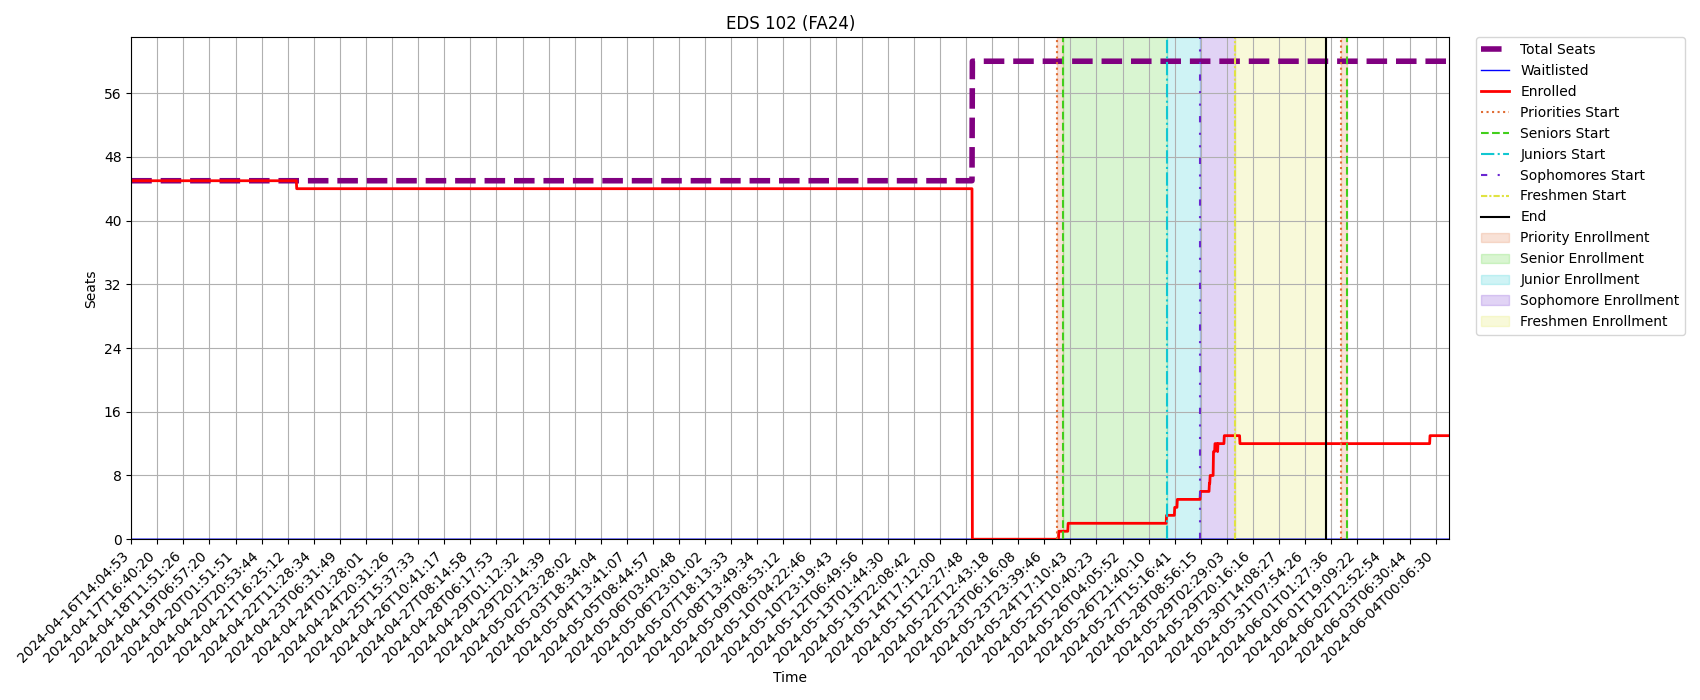 EDS 102 (FA24)
Total Seats
Waitlisted
Enrolled
Priorities Start
Seniors Start
Juniors Start
Sophomores Start
Freshmen Start
End
Priority Enrollment
Senior Enrollment
Junior Enrollment
Sophomore Enrollment
Freshmen Enrollment
Seats
56
48
40
32
24
16
8
0
2024-04-16T14:04:53
2024-04-17T16:40:20
2024-04-18T11:51:26
2024-04-19T06:57:20
2024-04-20T01:51:51
2024-04-20T20:53:44
2024-04-21T16:25:12
2024-04-22T11:28:34
2024-04-23T06:31:49
2024-04-24T01:28:01
2024-04-24T20:31:26
2024-04-25T15:37:33
2024-04-26T10:41:17
2024-04-27T08:14:58
2024-04-28T06:17:53
2024-04-29T01:12:32
2024-04-29T20:14:39
2024-05-02T23:28:02
2024-05-03T18:34:04
2024-05-04T13:41:07
2024-05-05T08:44:57
2024-05-06T03:40:48
2024-05-06T23:01:02
2024-05-07T18:13:33
2024-05-08T13:49:34
2024-05-09T08:53:12
2024-05-10T04:22:46
2024-05-10T23:19:43
2024-05-12T06:49:56
2024-05-13T01:44:30
2024-05-13T22:08:42
2024-05-14T17:12:00
2024-05-15T12:27:48
2024-05-22T12:43:18
2024-05-23T06:16:08
2024-05-23T23:39:46
2024-05-24T17:10:43
2024-05-25T10:40:23
2024-05-26T04:05:52
2024-05-26T21:40:10
2024-05-27T15:16:41
2024-05-28T08:56:15
2024-05-29T02:29:03
2024-05-29T20:16:16
2024-05-30T14:08:27
2024-05-31T07:54:26
2024-06-01T01:27:36
2024-06-01T19:09:22
2024-06-02T12:52:54
2024-06-03T06:30:44
2024-06-04T00:06:30
Time